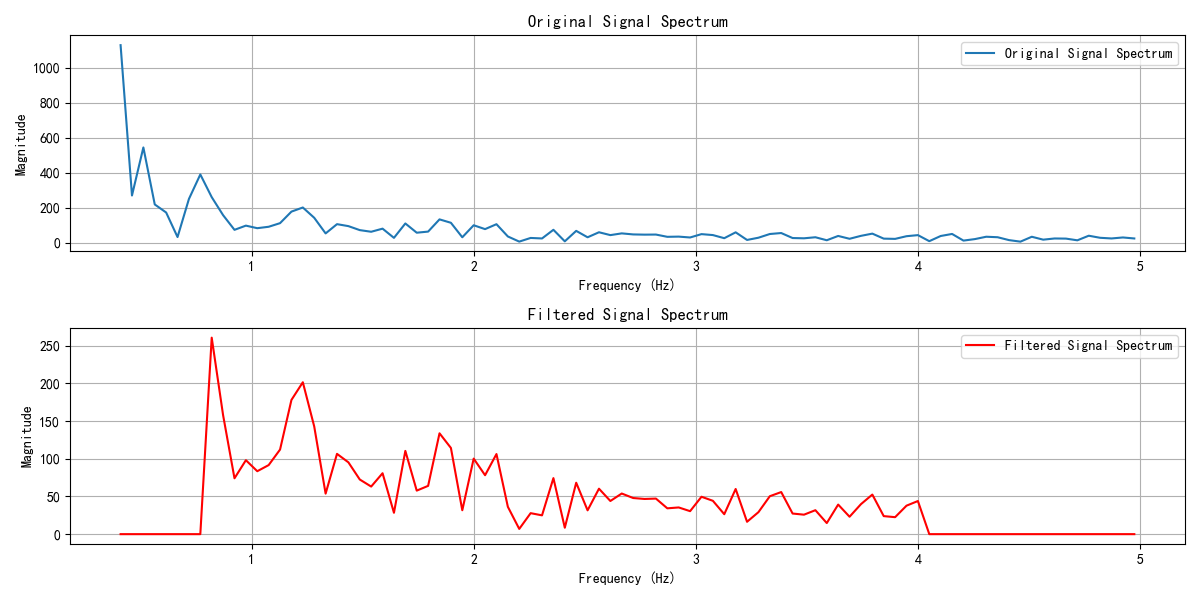 Original Signal Spectrum
Original Signal Spectrum
1000
800
600
400
200
0
Magnitude
1 2 3 4 5
Frequency (Hz)
Filtered Signal Spectrum
Filtered Signal Spectrum
250
200
150
100
50
0
Magnitude
1 2 3 4 5
Frequency (Hz)